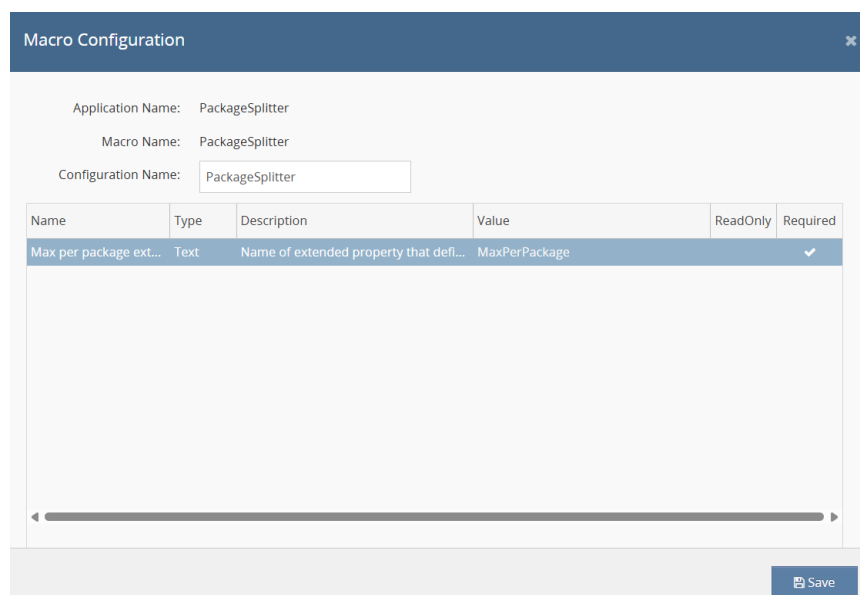 Macro Configuration
Application Name: PackageSplitter
Macro Name: PackageSplitter
Configuration Name: PackageSplitter
Name Type Description Value ReadOnly Required
Max per package ext... Text Name of extended property that defi... MaxPerPackage
Save